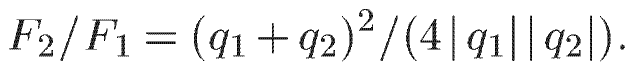 F₂/F₁ = (q₁ + q₂)²/(4|q₁||q₂|).